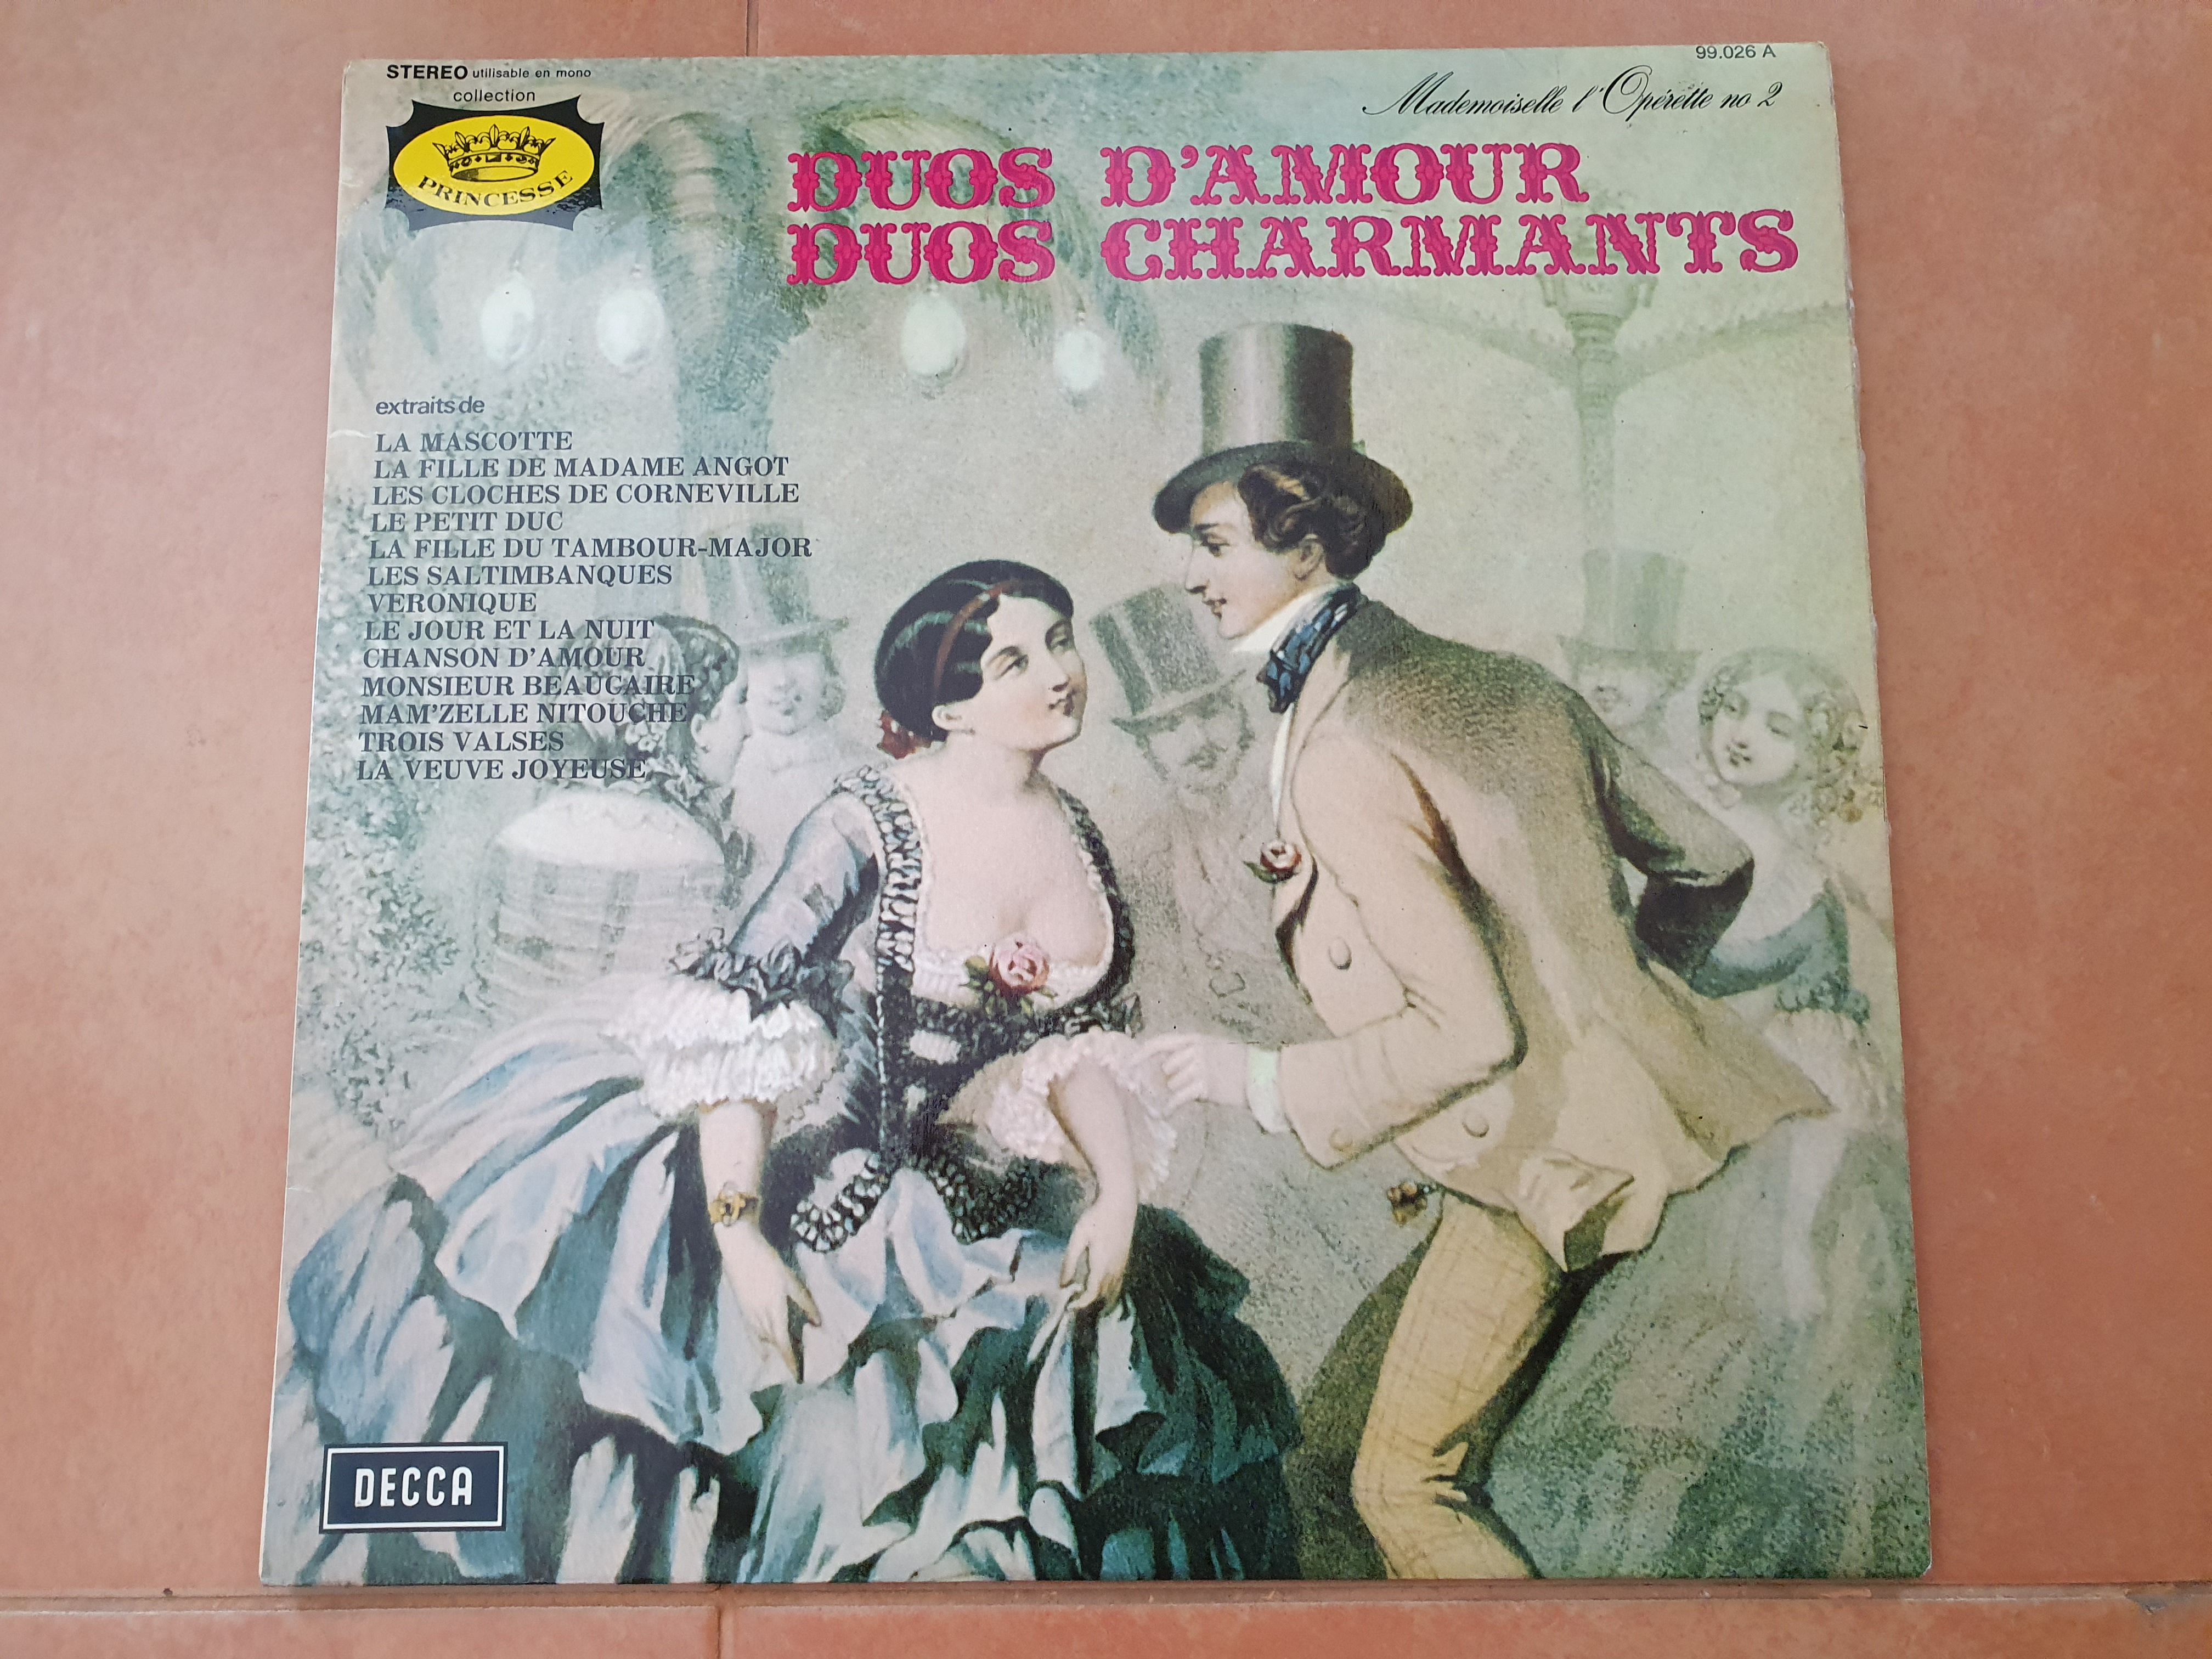 STEREO utilisable en mono
collection
PRINCESSE
99.026 A
Mademoiselle l'Opérette no 2
DUOS D'AMOUR
DUOS CHARMANTS
extraits de
LA MASCOTTE
LA FILLE DE MADAME ANGOT
LES CLOCHES DE CORNEVILLE
LE PETIT DUC
LA FILLE DU TAMBOUR-MAJOR
LES SALTIMBANQUES
VERONIQUE
LE JOUR ET LA NUIT
CHANSON D'AMOUR
MONSIEUR BEAUCAIRE
MAM'ZELLE NITOUCHE
TROIS VALSES
LA VEUVE JOYEUSE
DECCA